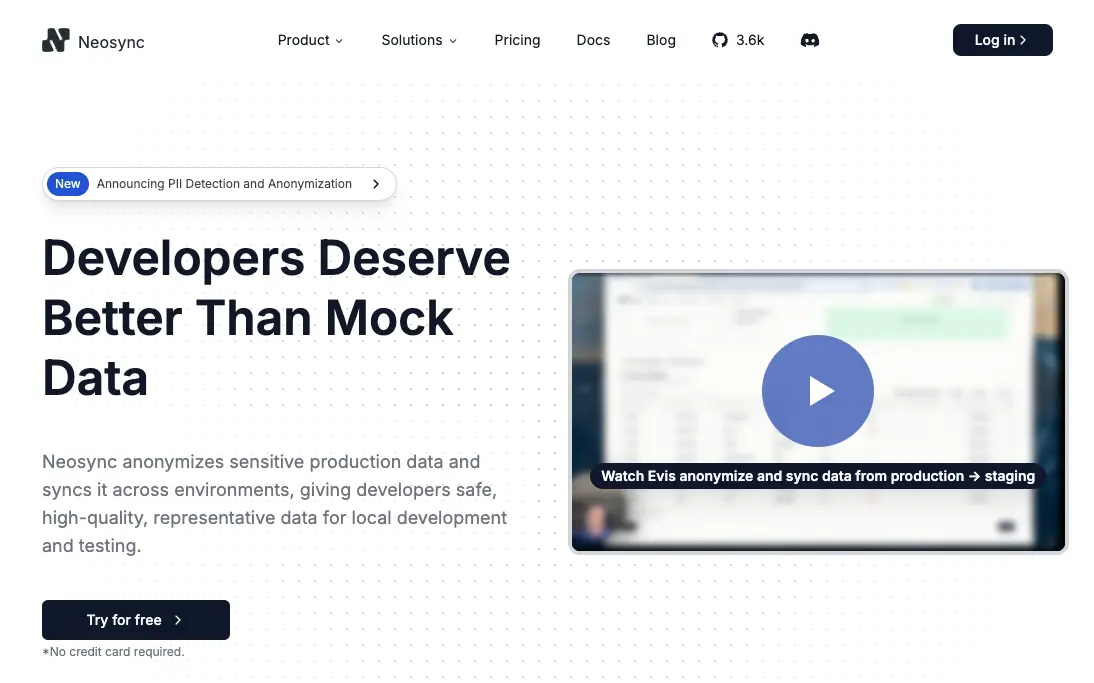 Neosync
Product
Solutions
Pricing
Docs
Blog
3.6k
Log in
New Announcing PII Detection and Anonymization
Developers Deserve
Better Than Mock
Data
Neosync anonymizes sensitive production data and
syncs it across environments, giving developers safe,
high-quality, representative data for local development
and testing.
Try for free
*No credit card required.
Watch Evis anonymize and sync data from production → staging